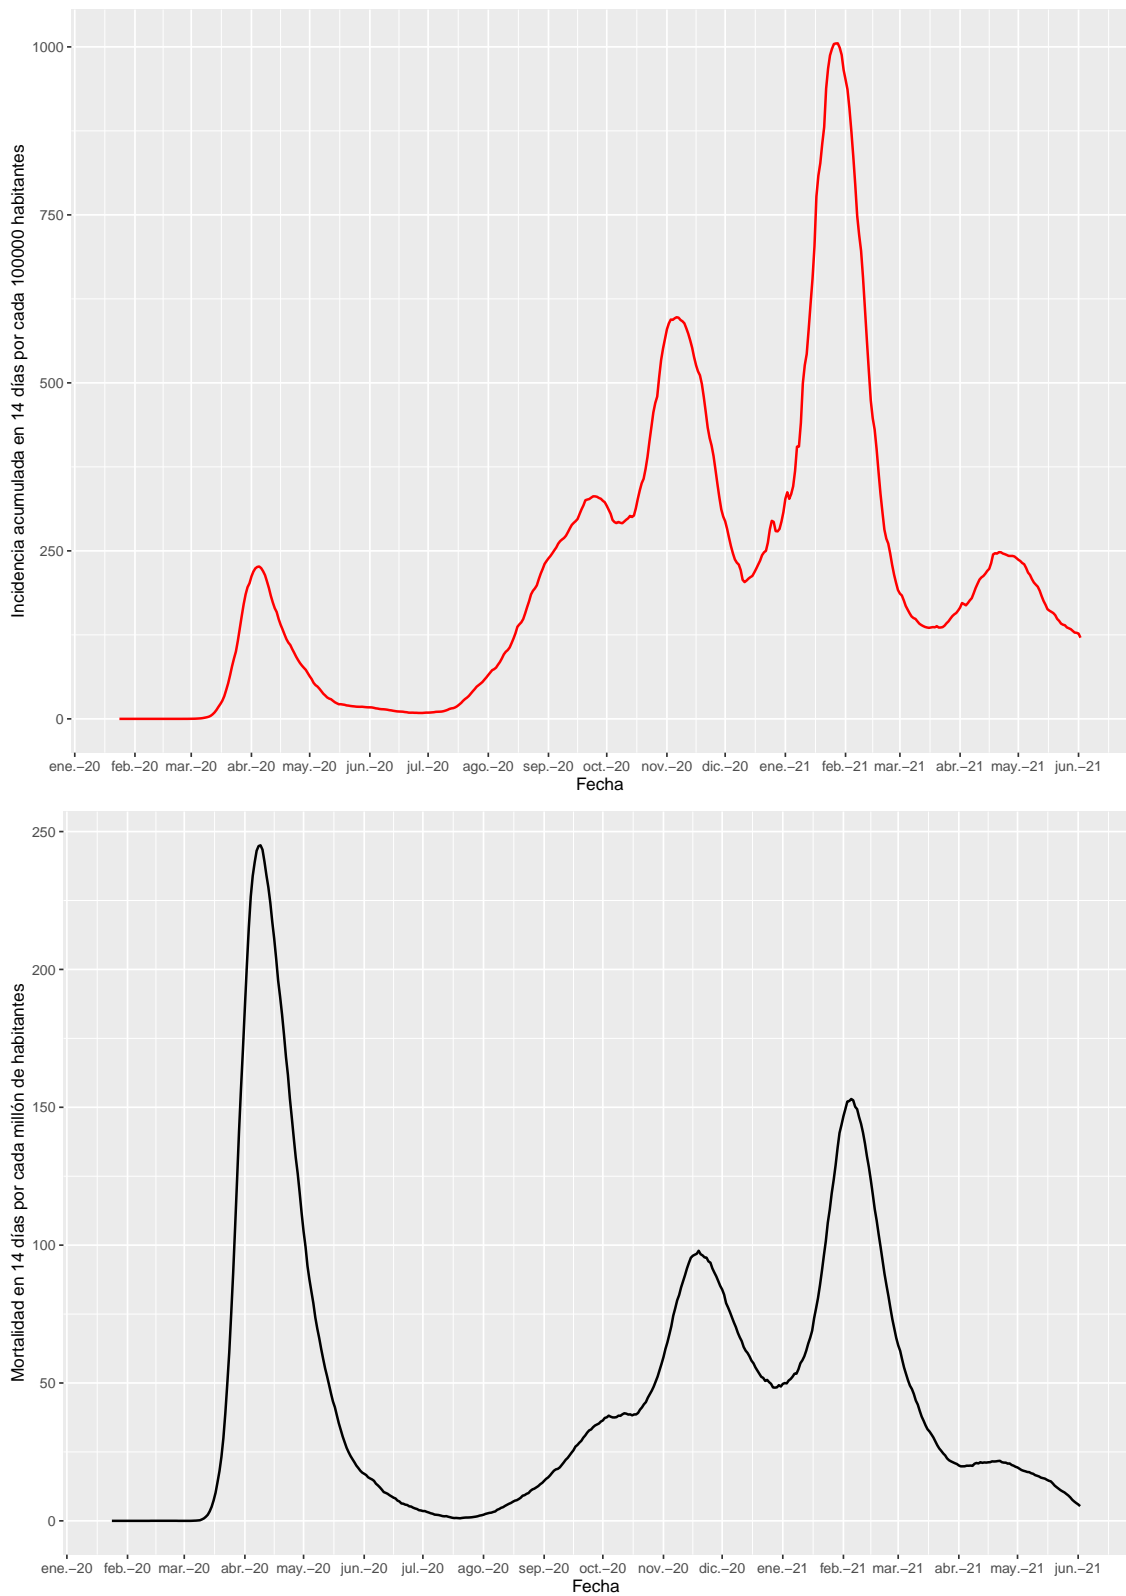 Incidencia acumulada en 14 días por cada 100000 habitantes
1000
750
500
250
0
ene.−20 feb.−20 mar.−20 abr.−20 may.−20 jun.−20 jul.−20 ago.−20 sep.−20 oct.−20 nov.−20 dic.−20 ene.−21 feb.−21 mar.−21 abr.−21 may.−21 jun.−21
Fecha
Mortalidad en 14 días por cada millón de habitantes
250
200
150
100
50
0
ene.−20 feb.−20 mar.−20 abr.−20 may.−20 jun.−20 jul.−20 ago.−20 sep.−20 oct.−20 nov.−20 dic.−20 ene.−21 feb.−21 mar.−21 abr.−21 may.−21 jun.−21
Fecha